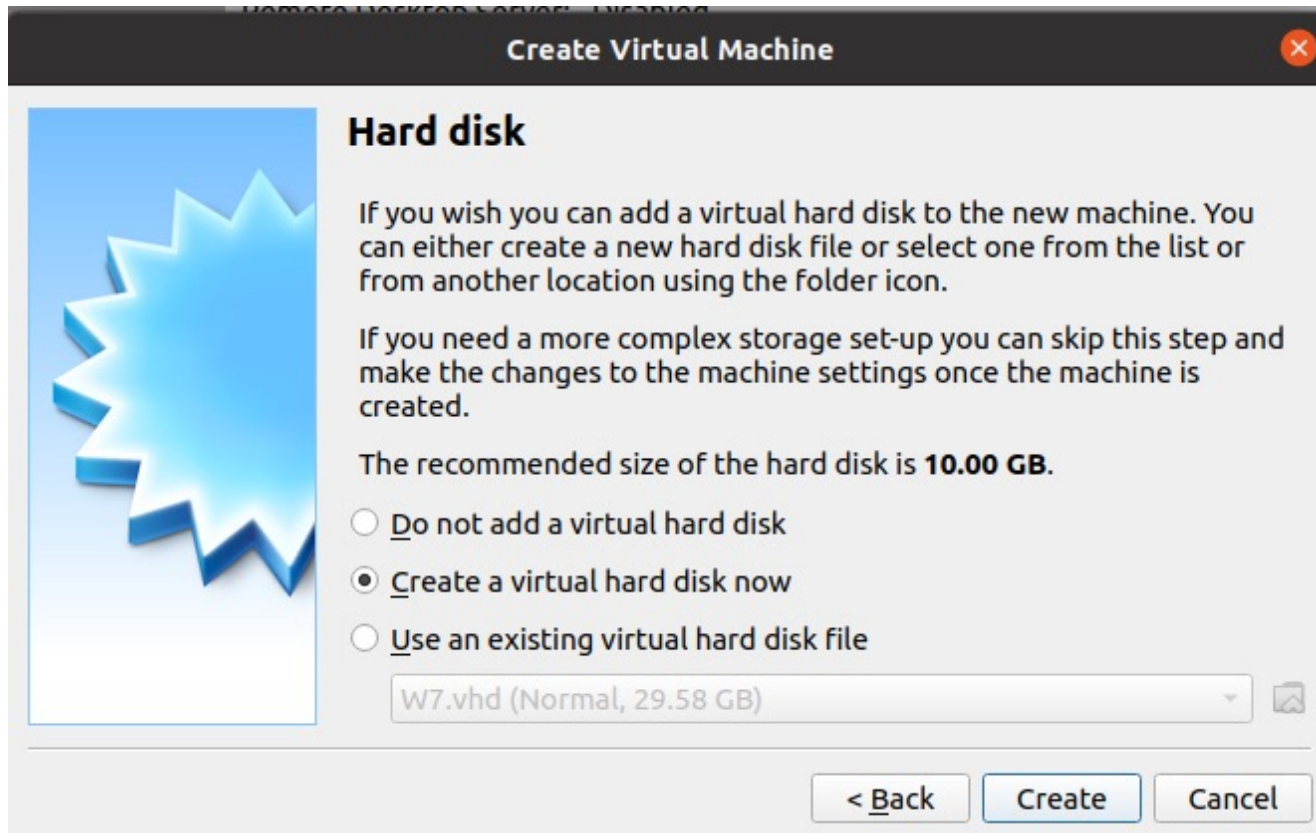 Remote Desktop Server: Disabled
Create Virtual Machine
Hard disk
If you wish you can add a virtual hard disk to the new machine. You
can either create a new hard disk file or select one from the list or
from another location using the folder icon.
If you need a more complex storage set-up you can skip this step and
make the changes to the machine settings once the machine is
created.
The recommended size of the hard disk is 10.00 GB.
Do not add a virtual hard disk
Create a virtual hard disk now
Use an existing virtual hard disk file
W7.vhd (Normal, 29.58 GB)
< Back Create Cancel